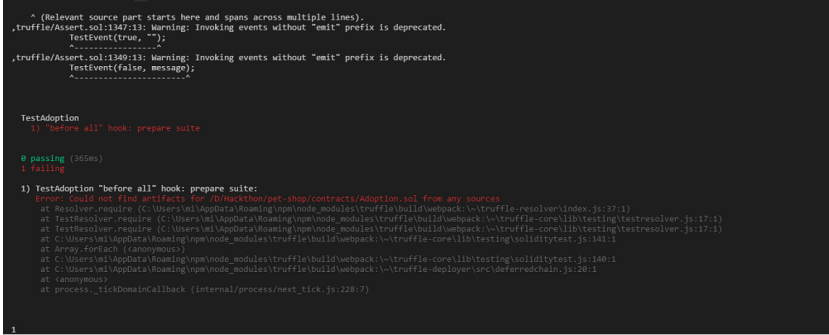 ^ (Relevant source part starts here and spans across multiple lines).
,truffle/Assert.sol:1347:13: Warning: Invoking events without "emit" prefix is deprecated.
TestEvent(true, "");
^-----------------^
,truffle/Assert.sol:1349:13: Warning: Invoking events without "emit" prefix is deprecated.
TestEvent(false, message);
^-----------------------^
TestAdoption
1) "before all" hook: prepare suite
0 passing (365ms)
1 failing
1) TestAdoption "before all" hook: prepare suite:
Error: Could not find artifacts for /D/Hackthon/pet-shop/contracts/Adoption.sol from any sources
at Resolver.require (C:\Users\mi\AppData\Roaming\npm\node_modules\truffle\build\webpack:\~\truffle-resolver\index.js:37:1)
at TestResolver.require (C:\Users\mi\AppData\Roaming\npm\node_modules\truffle\build\webpack:\~\truffle-core\lib\testing\testresolver.js:17:1)
at TestResolver.require (C:\Users\mi\AppData\Roaming\npm\node_modules\truffle\build\webpack:\~\truffle-core\lib\testing\testresolver.js:17:1)
at C:\Users\mi\AppData\Roaming\npm\node_modules\truffle\build\webpack:\~\truffle-core\lib\testing\soliditytest.js:141:1
at Array.forEach (<anonymous>)
at C:\Users\mi\AppData\Roaming\npm\node_modules\truffle\build\webpack:\~\truffle-core\lib\testing\soliditytest.js:140:1
at C:\Users\mi\AppData\Roaming\npm\node_modules\truffle\build\webpack:\~\truffle-deployer\src\deferredchain.js:20:1
at <anonymous>
at process._tickDomainCallback (internal/process/next_tick.js:228:7)
1